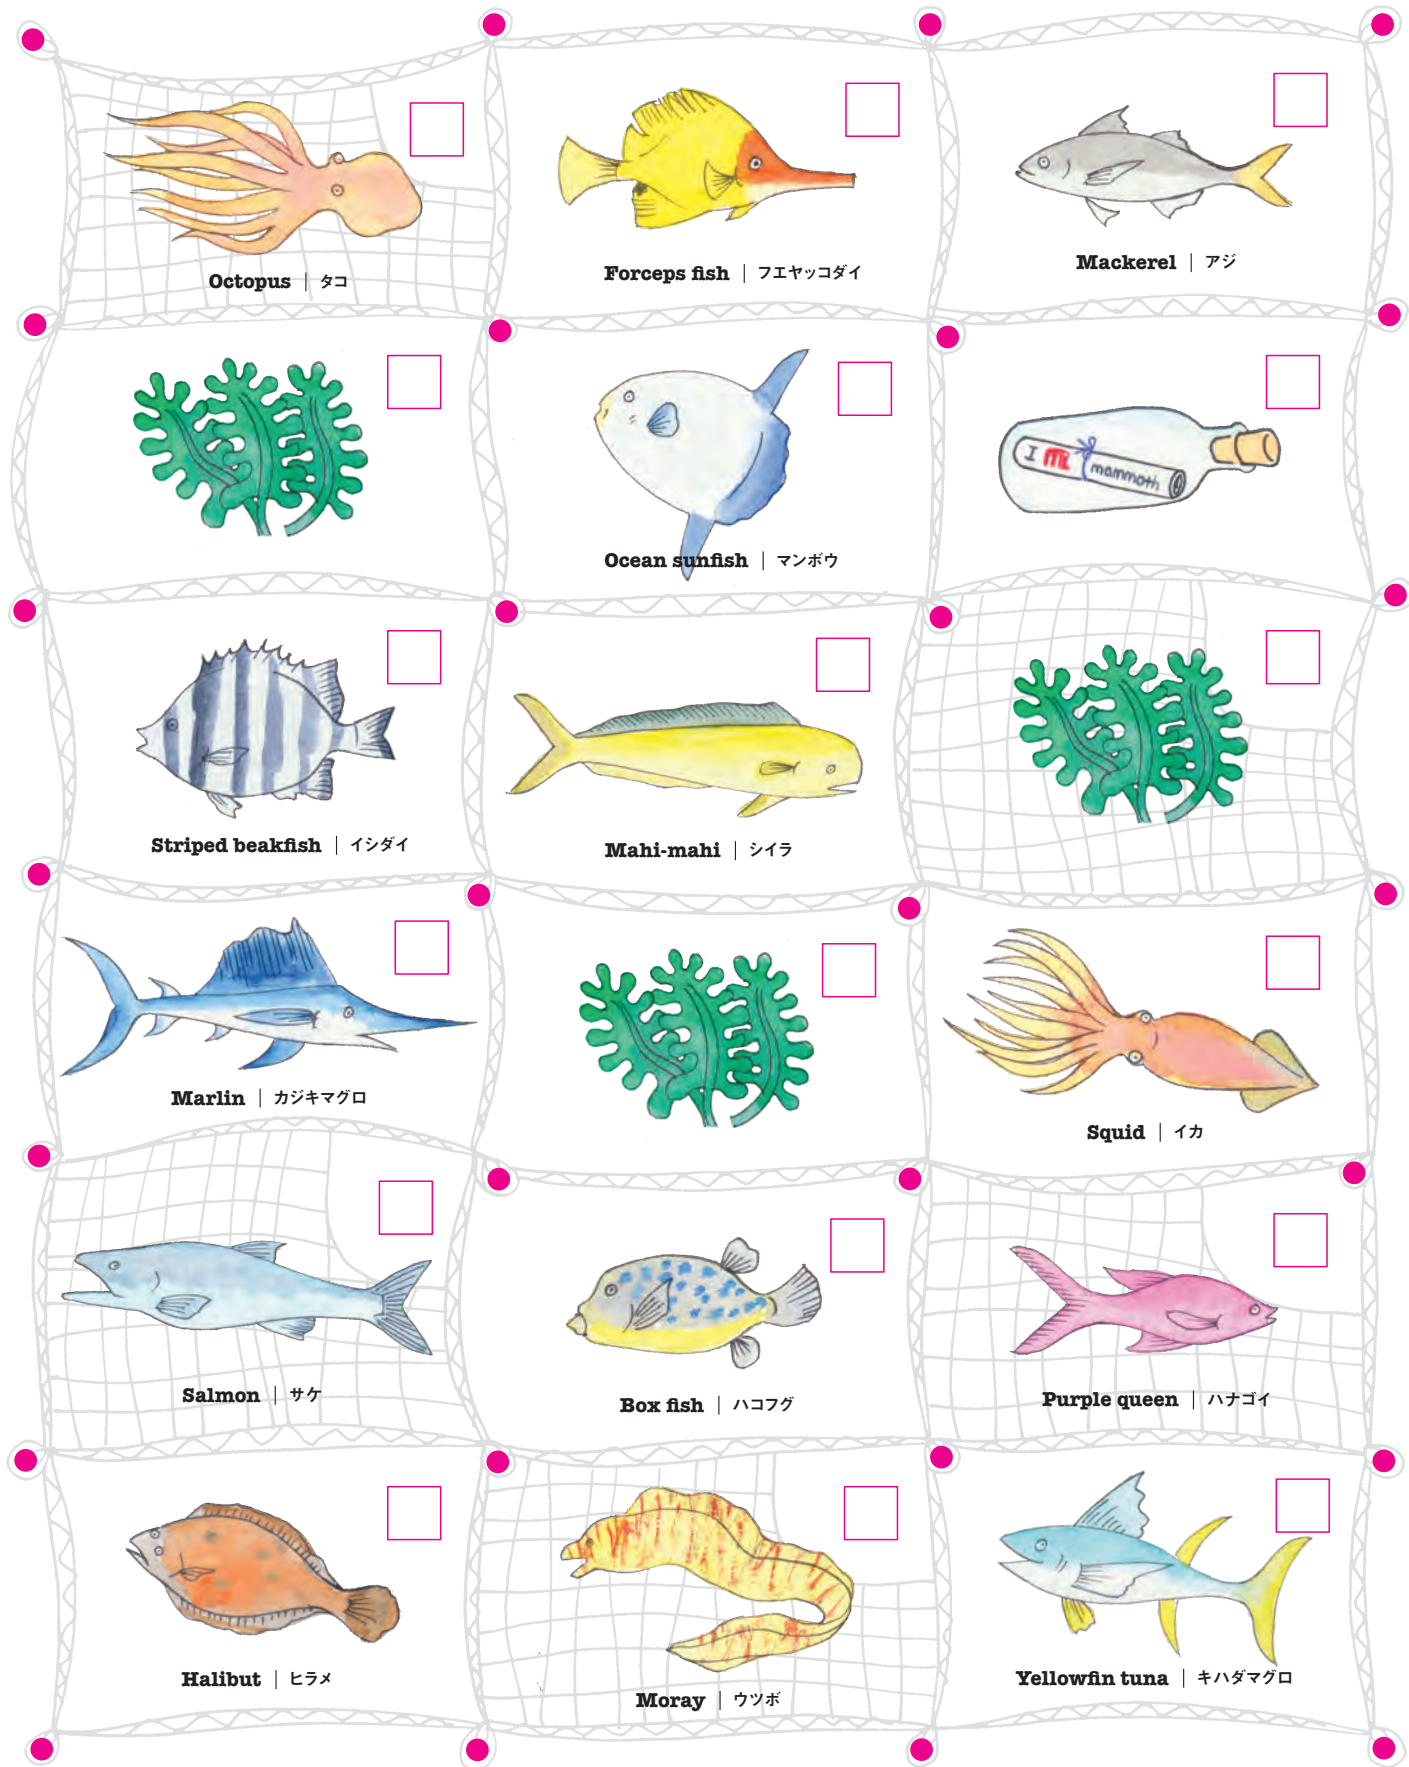 Octopus | タコ
Forceps fish | フエヤッコダイ
Mackerel | アジ
Ocean sunfish | マンボウ
I
mammoth
Striped beakfish | イシダイ
Mahi-mahi | シイラ
Marlin | カジキマグロ
Squid | イカ
Salmon | サケ
Box fish | ハコフグ
Purple queen | ハナゴイ
Halibut | ヒラメ
Moray | ウツボ
Yellowfin tuna | キハダマグロ